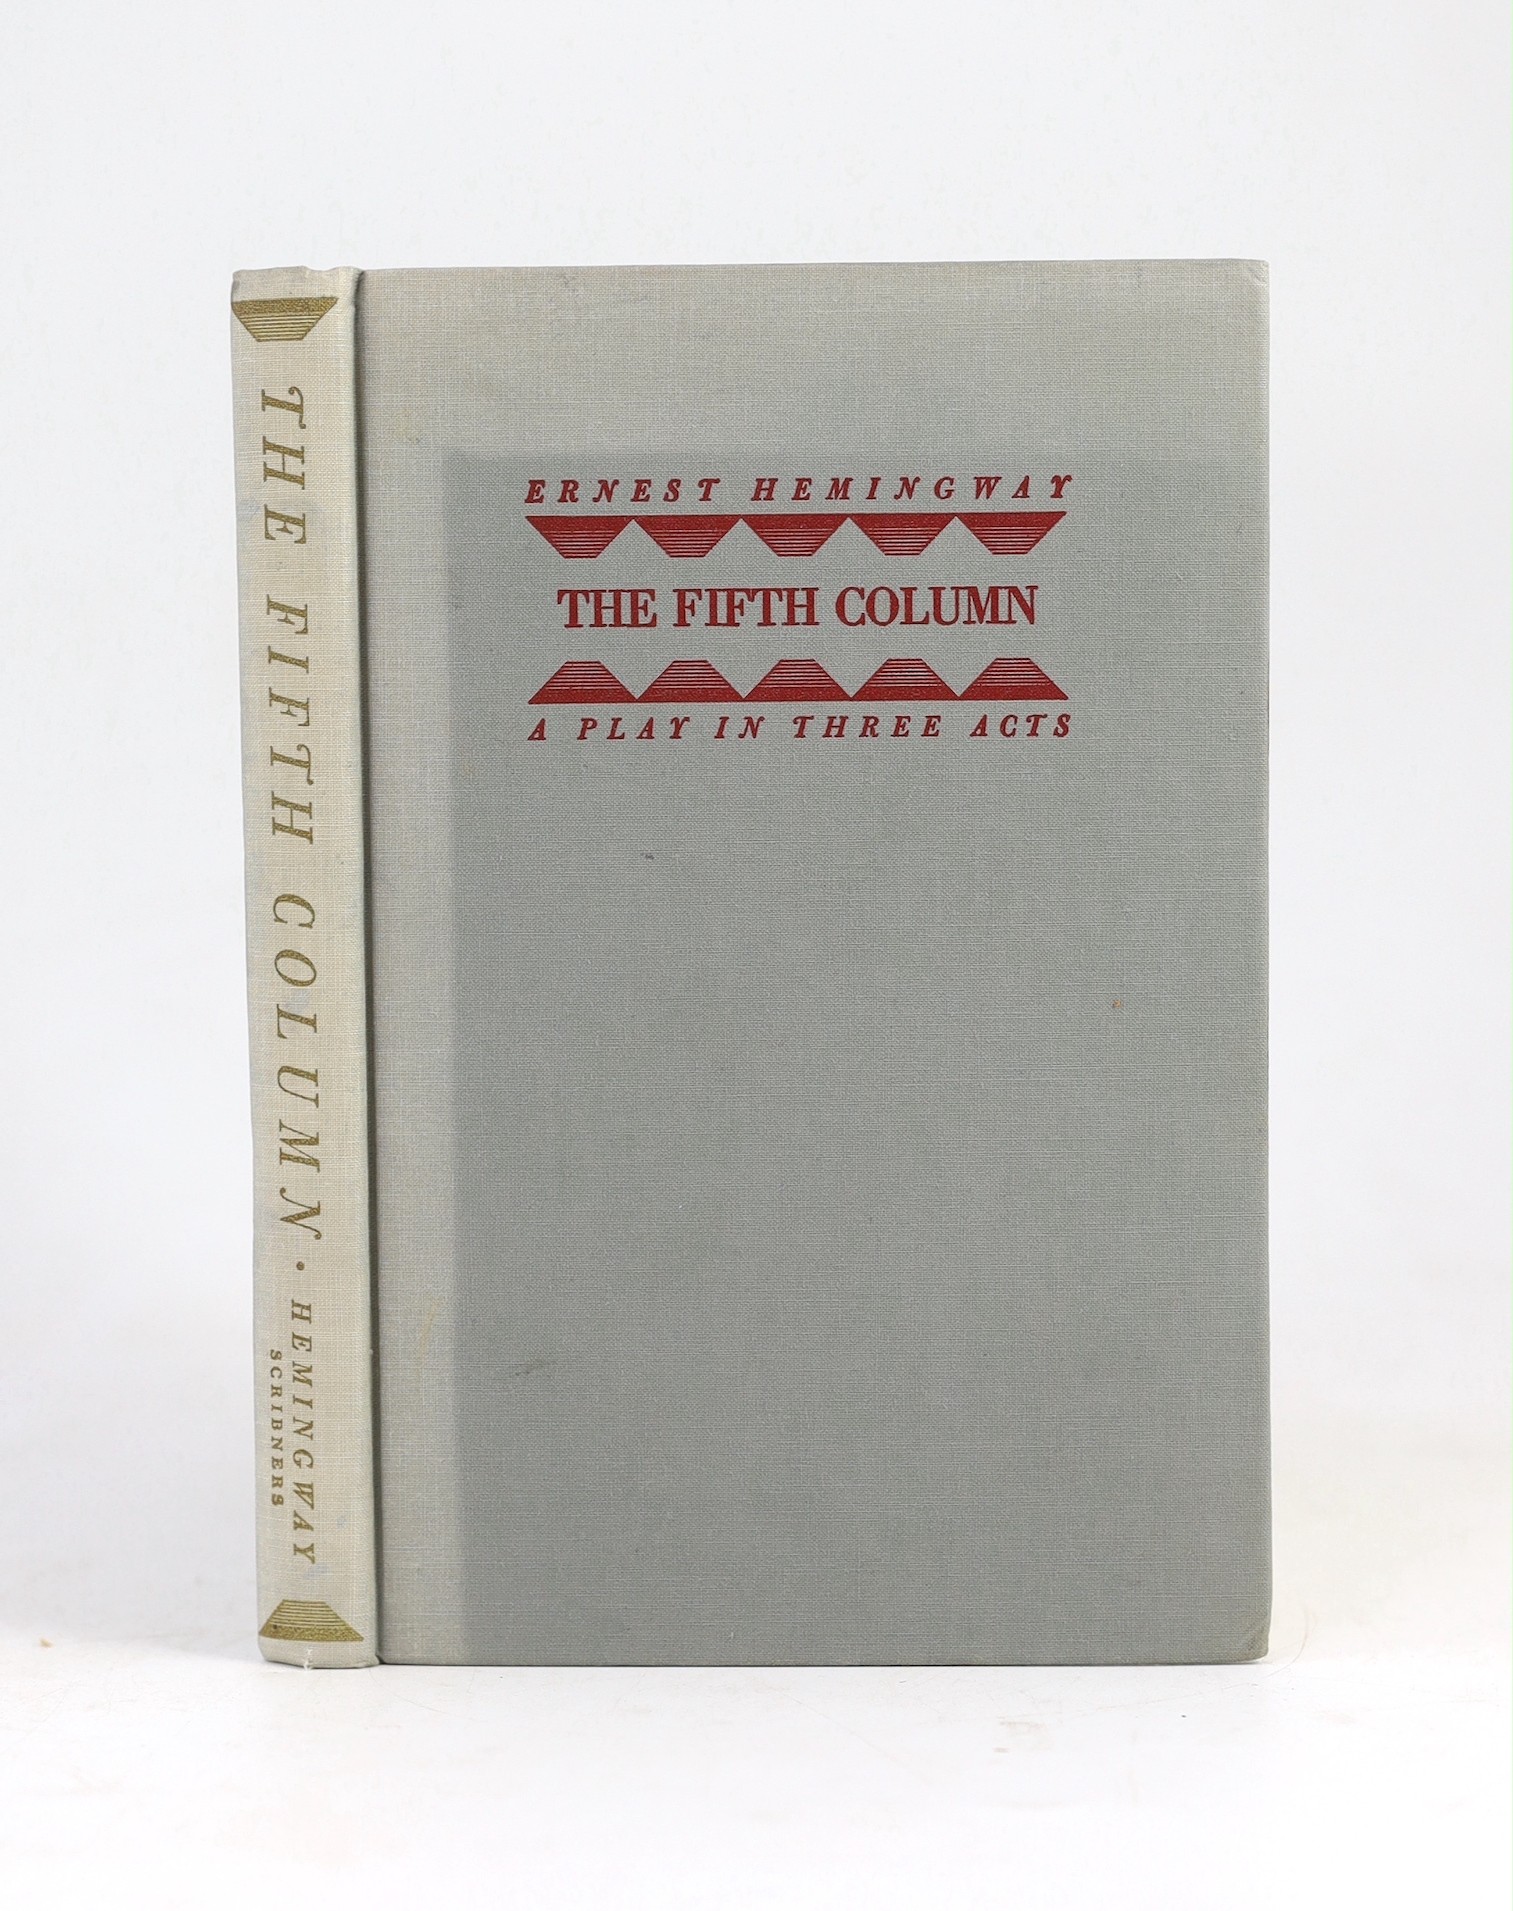 THE FIFTH COLUMN • HEMINGWAY
SCRIBNERS
ERNEST HEMINGWAY
THE FIFTH COLUMN
A PLAY IN THREE ACTS